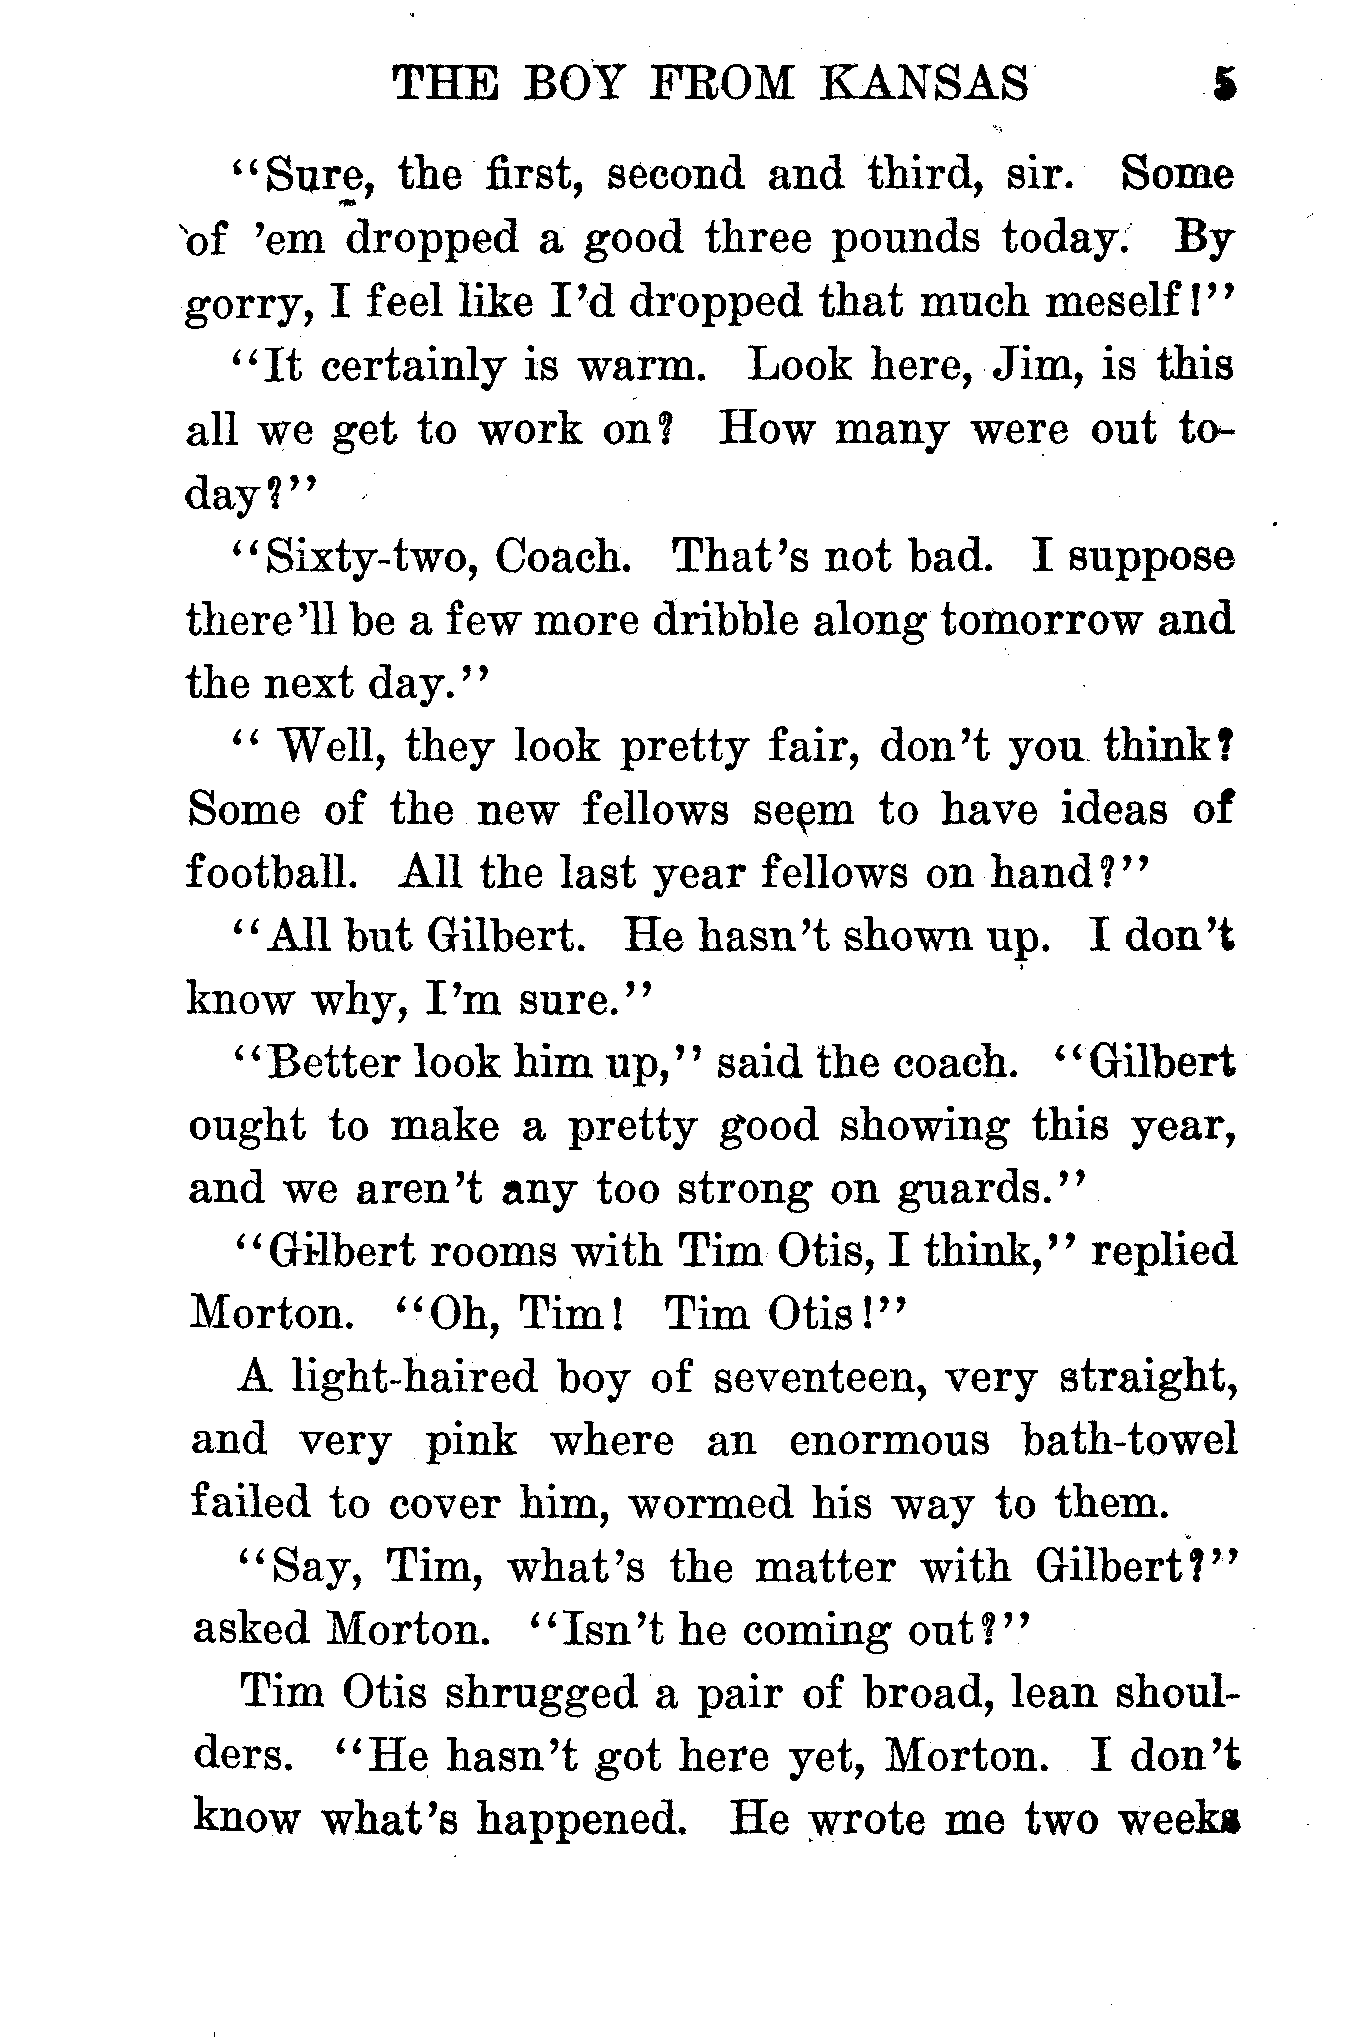 THE BOY FROM KANSAS 5
"Sure, the first, second and third, sir. Some
of 'em dropped a good three pounds today. By
gorry, I feel like I'd dropped that much meself!"
"It certainly is warm. Look here, Jim, is this
all we get to work on? How many were out to-
day?"
"Sixty-two, Coach. That's not bad. I suppose
there'll be a few more dribble along tomorrow and
the next day."
" Well, they look pretty fair, don't you think?
Some of the new fellows seem to have ideas of
football. All the last year fellows on hand?"
"All but Gilbert. He hasn't shown up. I don't
know why, I'm sure."
"Better look him up," said the coach. "Gilbert
ought to make a pretty good showing this year,
and we aren't any too strong on guards."
"Gilbert rooms with Tim Otis, I think," replied
Morton. "Oh, Tim! Tim Otis!"
A light-haired boy of seventeen, very straight,
and very pink where an enormous bath-towel
failed to cover him, wormed his way to them.
"Say, Tim, what's the matter with Gilbert?"
asked Morton. "Isn't he coming out?"
Tim Otis shrugged a pair of broad, lean shoul-
ders. "He hasn't got here yet, Morton. I don't
know what's happened. He wrote me two weeks